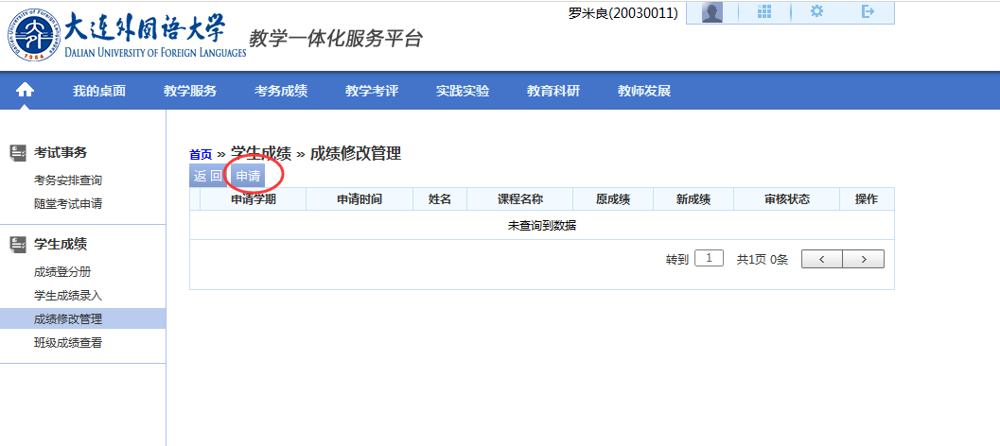 大连外国语大学
DALIAN UNIVERSITY OF FOREIGN LANGUAGES
Dalian University of Foreign Languages
1964
教学一体化服务平台
罗米良(20030011)
我的桌面 教学服务 考务成绩 教学考评 实践实验 教育科研 教师发展
考试事务
考务安排查询
随堂考试申请
学生成绩
成绩登分册
学生成绩录入
成绩修改管理
班级成绩查看
首页 » 学生成绩 » 成绩修改管理
返 回 申请
申请学期 申请时间 姓名 课程名称 原成绩 新成绩 审核状态 操作
未查询到数据
转到 1 共1页 0条 < >